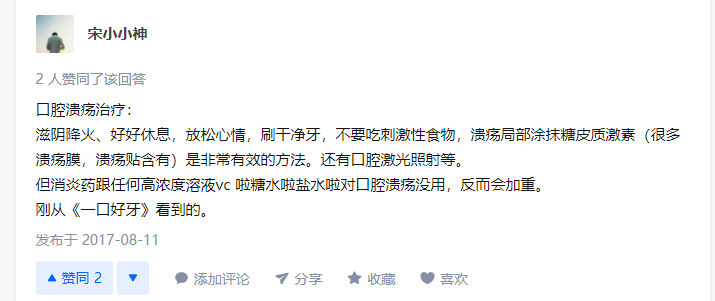 宋小小神
2 人赞同了该回答
口腔溃疡治疗：
滋阴降火、好好休息，放松心情，刷干净牙，不要吃刺激性食物，溃疡局部涂抹糖皮质激素（很多
溃疡膜，溃疡贴含有）是非常有效的方法。还有口腔激光照射等。
但消炎药跟任何高浓度溶液vc 啦糖水啦盐水啦对口腔溃疡没用，反而会加重。
刚从《一口好牙》看到的。
发布于 2017-08-11
赞同 2 添加评论 分享 收藏 喜欢